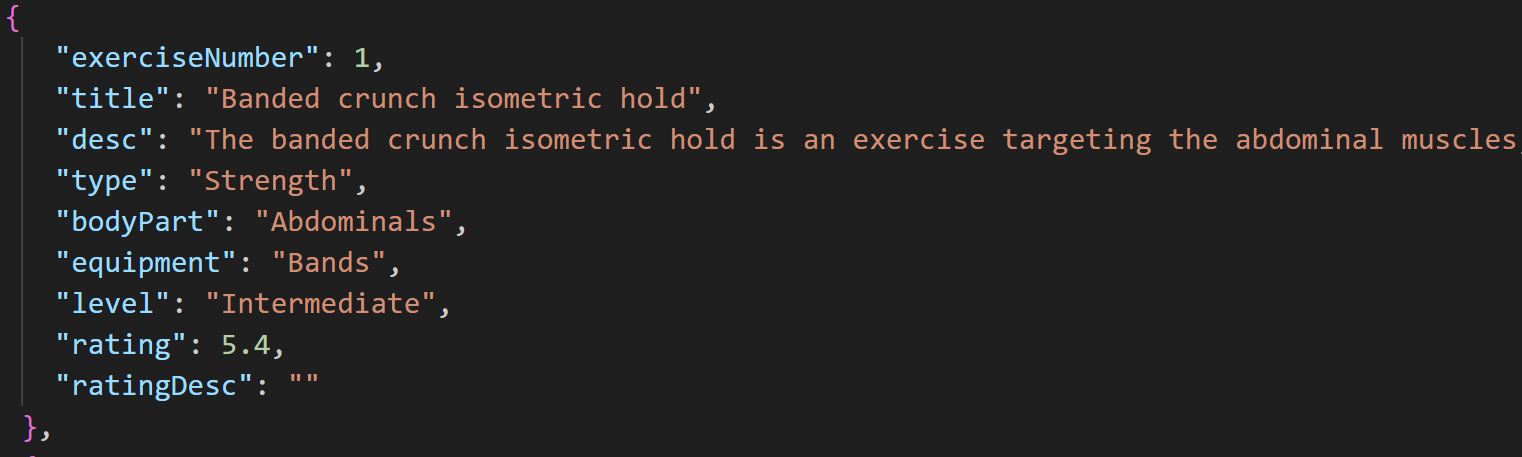 {
"exerciseNumber": 1,
"title": "Banded crunch isometric hold",
"desc": "The banded crunch isometric hold is an exercise targeting the abdominal muscles,
"type": "Strength",
"bodyPart": "Abdominals",
"equipment": "Bands",
"level": "Intermediate",
"rating": 5.4,
"ratingDesc": ""
},